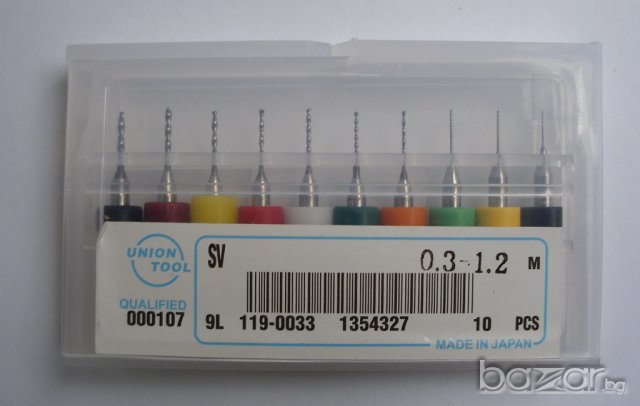 UNION
TOOL
QUALIFIED
000107
SV 0.3-1.2 M
9L 119-0033 1354327 10 PCS
MADE IN JAPAN
bazar.bg